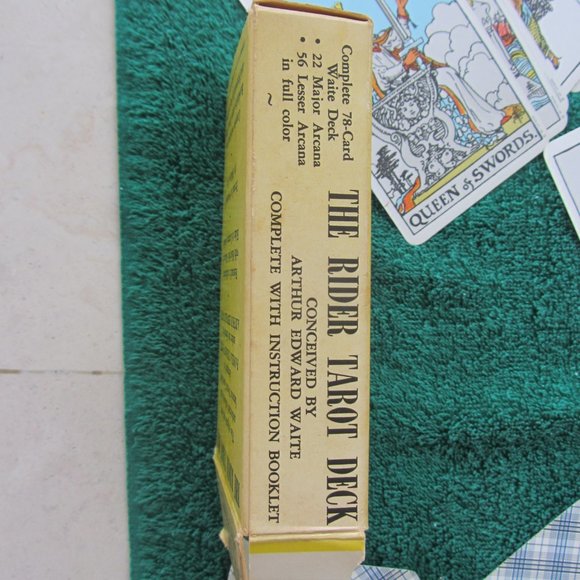 Complete 78-Card
Waite Deck
• 22 Major Arcana
• 56 Lesser Arcana
in full color
~
THE RIDER TAROT DECK
CONCEIVED BY
ARTHUR EDWARD WAITE
COMPLETE WITH INSTRUCTION BOOKLET
QUEEN of SWORDS.